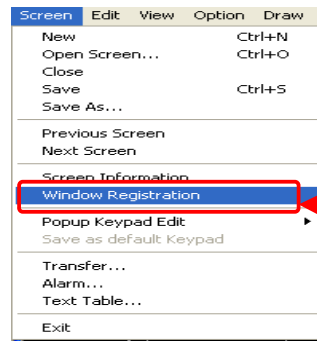 Screen Edit View Option Draw
New Ctrl+N
Open Screen... Ctrl+O
Close
Save Ctrl+S
Save As...
Previous Screen
Next Screen
Screen Information
Window Registration
Popup Keypad Edit
Save as default Keypad
Transfer...
Alarm...
Text Table...
Exit